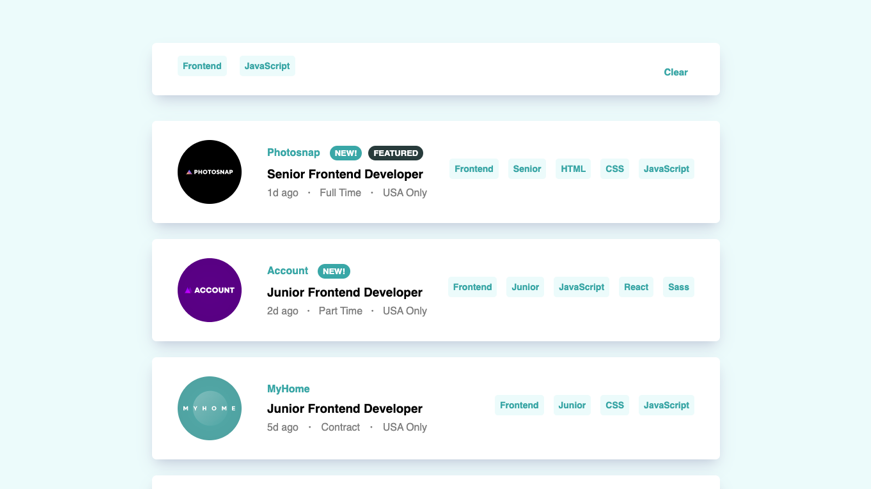 Frontend JavaScript
Clear
PHOTOSNAP
Photosnap NEW! FEATURED
Senior Frontend Developer
1d ago · Full Time · USA Only
Frontend Senior HTML CSS JavaScript
ACCOUNT
Account NEW!
Junior Frontend Developer
2d ago · Part Time · USA Only
Frontend Junior JavaScript React Sass
MYHOME
MyHome
Junior Frontend Developer
5d ago · Contract · USA Only
Frontend Junior CSS JavaScript